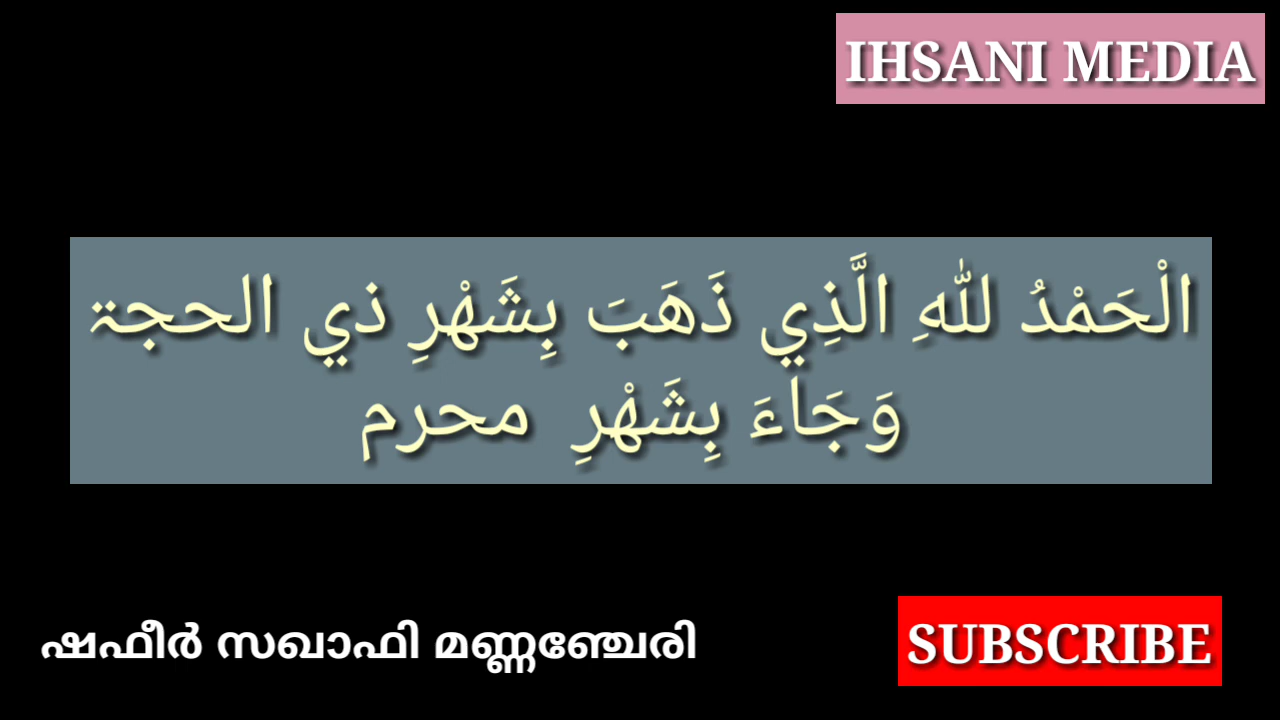 IHSANI MEDIA
الْحَمْدُ للهِ الَّذِي ذَهَبَ بِشَهْرِ ذي الحجة
وَجَاءَ بِشَهْرِ محرم
ഷഫീർ സഖാഫി മണ്ണഞ്ചേരി
SUBSCRIBE